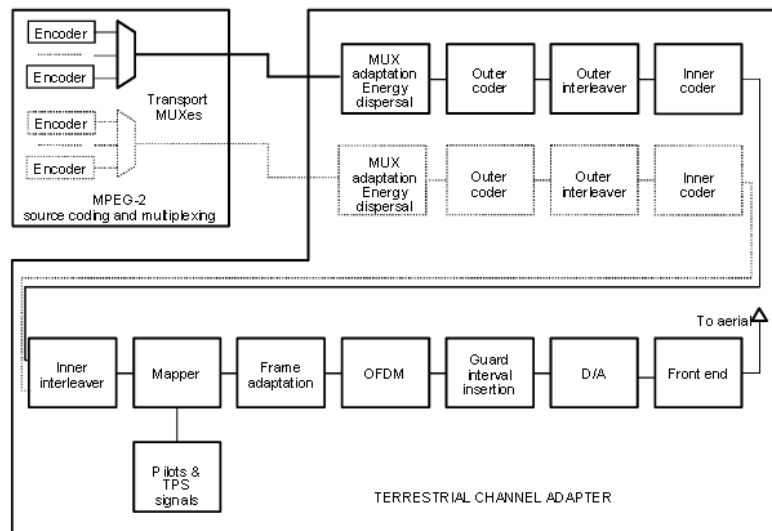 Encoder
Encoder
Transport
MUXes
Encoder
Encoder
MPEG-2
source coding and multiplexing
MUX
adaptation
Energy
dispersal
Outer
coder
Outer
interleaver
Inner
coder
MUX
adaptation
Energy
dispersal
Outer
coder
Outer
interleaver
Inner
coder
To aerial
Inner
interleaver
Mapper
Frame
adaptation
OFDM
Guard
interval
insertion
D/A
Front end
Pilots &
TPS
signals
TERRESTRIAL CHANNEL ADAPTER